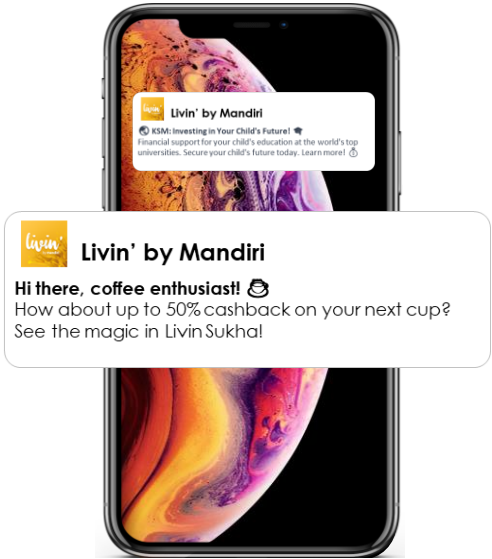 livin'
Livin' by Mandiri
KSM: Investing in Your Child's Future!
Financial support for your child's education at the world's top
universities. Secure your child's future today. Learn more!
livin'
Livin' by Mandiri
Hi there, coffee enthusiast!
How about up to 50% cashback on your next cup?
See the magic in Livin Sukha!